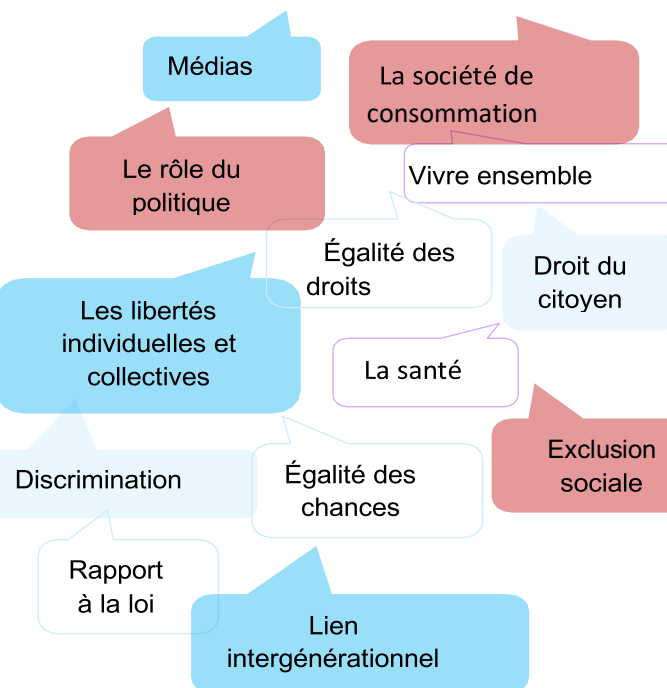 Médias
La société de
consommation
Le rôle du
politique
Vivre ensemble
Égalité des
droits
Droit du
citoyen
Les libertés
individuelles et
collectives
La santé
Exclusion
sociale
Discrimination
Égalité des
chances
Rapport
à la loi
Lien
intergénérationnel